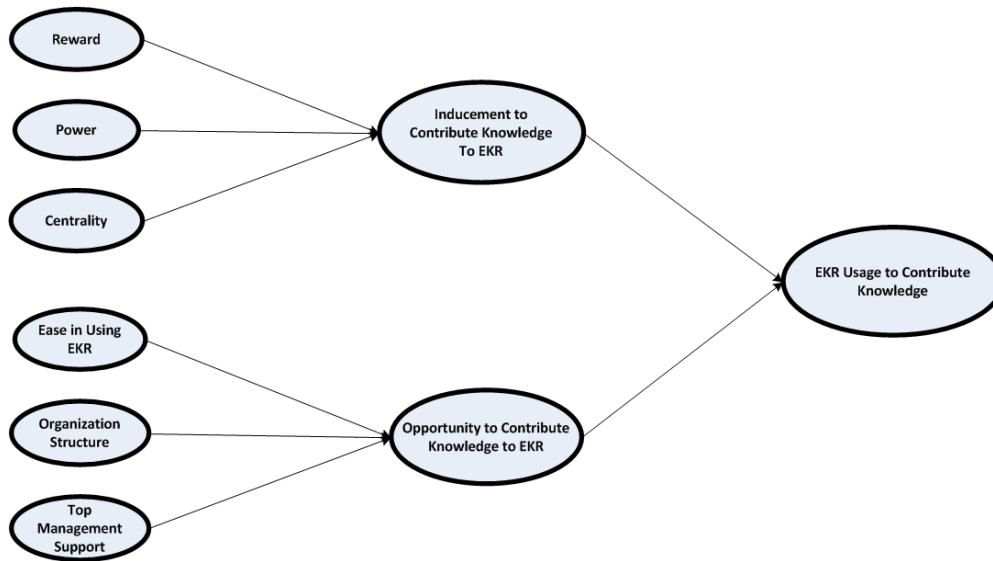 Reward
Power
Centrality
Inducement to
Contribute Knowledge
To EKR
Ease in Using
EKR
Organization
Structure
Top
Management
Support
Opportunity to Contribute
Knowledge to EKR
EKR Usage to Contribute
Knowledge